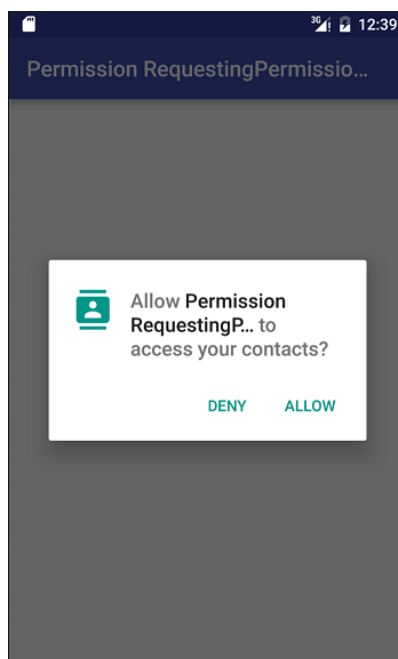 3G 12:39
Permission RequestingPermissio...
Allow Permission
RequestingP... to
access your contacts?
DENY ALLOW